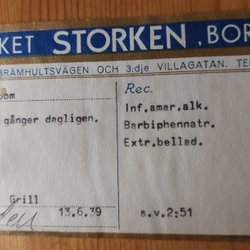 KET STORKEN, BOR
BRÄMHULTSVÄGEN OCH 3.dje VILLAGATAN. TE
oom
gånger dagligen.
Grill
13.6.39
Rec.
Inf.amar.alk.
Barbiphennatr.
Extr.bellad.
s.v.2:51